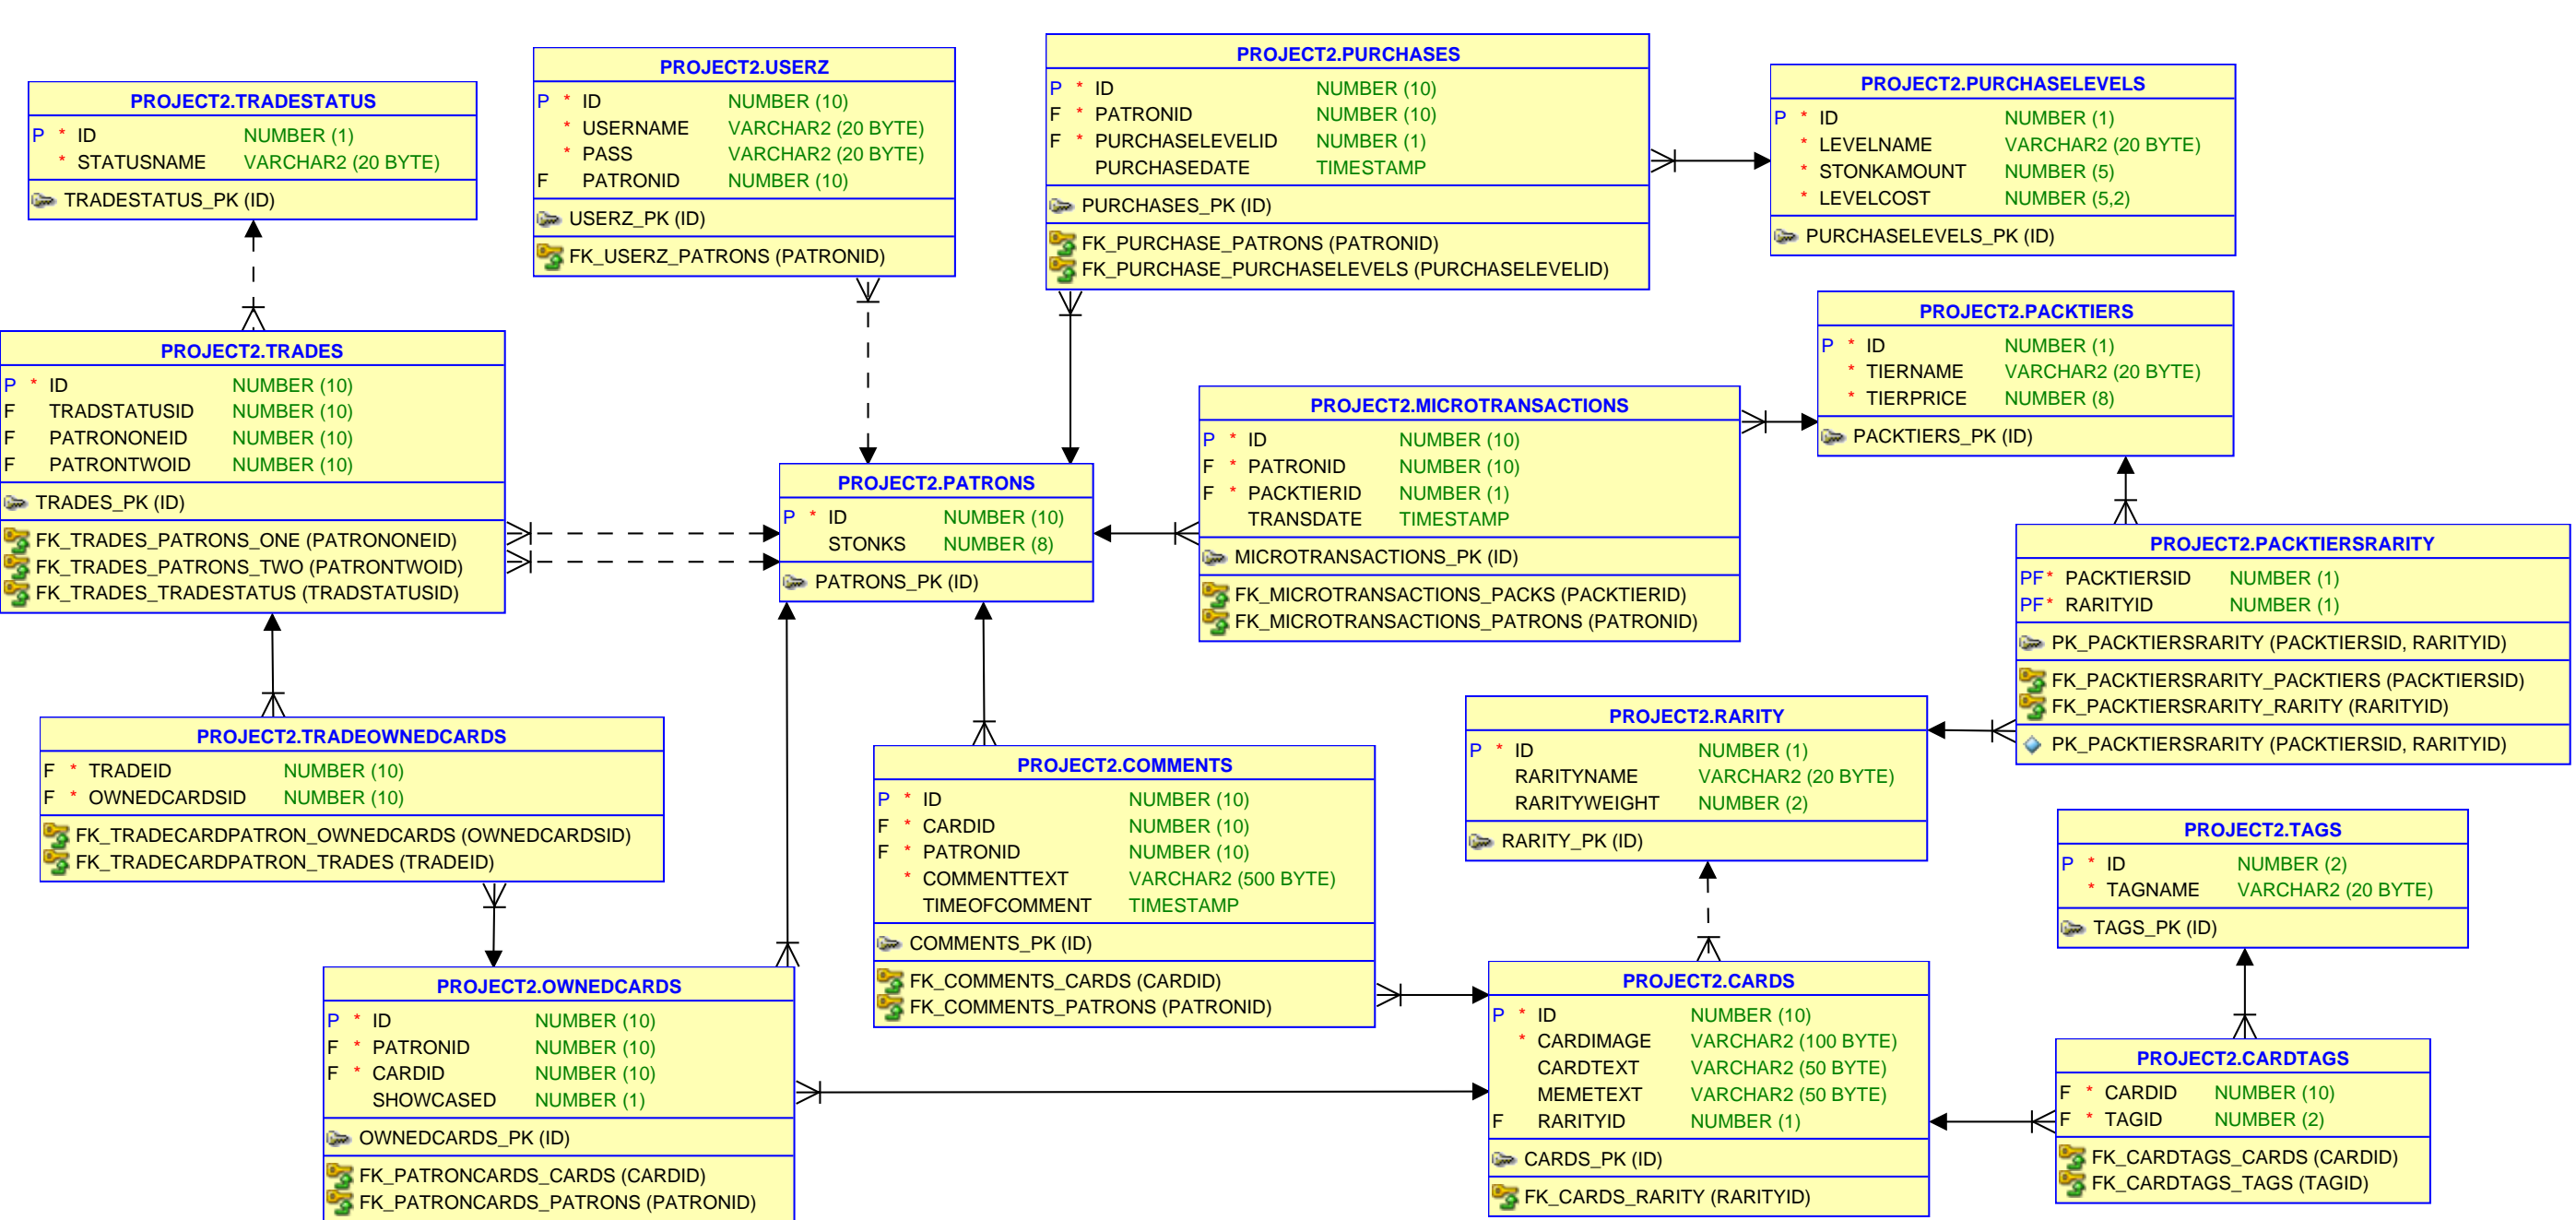 PROJECT2.TRADESTATUS
P * ID NUMBER (1)
* STATUSNAME VARCHAR2 (20 BYTE)
TRADESTATUS_PK (ID)
PROJECT2.USERZ
P * ID NUMBER (10)
* USERNAME VARCHAR2 (20 BYTE)
* PASS VARCHAR2 (20 BYTE)
F PATRONID NUMBER (10)
USERZ_PK (ID)
FK_USERZ_PATRONS (PATRONID)
PROJECT2.PURCHASES
P * ID NUMBER (10)
F * PATRONID NUMBER (10)
F * PURCHASELEVELID NUMBER (1)
PURCHASEDATE TIMESTAMP
PURCHASES_PK (ID)
FK_PURCHASE_PATRONS (PATRONID)
FK_PURCHASE_PURCHASELEVELS (PURCHASELEVELID)
PROJECT2.PURCHASELEVELS
P * ID NUMBER (1)
* LEVELNAME VARCHAR2 (20 BYTE)
* STONKAMOUNT NUMBER (5)
* LEVELCOST NUMBER (5,2)
PURCHASELEVELS_PK (ID)
PROJECT2.TRADES
P * ID NUMBER (10)
F TRADSTATUSID NUMBER (10)
F PATRONONEID NUMBER (10)
F PATRONTWOID NUMBER (10)
TRADES_PK (ID)
FK_TRADES_PATRONS_ONE (PATRONONEID)
FK_TRADES_PATRONS_TWO (PATRONTWOID)
FK_TRADES_TRADESTATUS (TRADSTATUSID)
PROJECT2.PATRONS
P * ID NUMBER (10)
STONKS NUMBER (8)
PATRONS_PK (ID)
PROJECT2.MICROTRANSACTIONS
P * ID NUMBER (10)
F * PATRONID NUMBER (10)
F * PACKTIERID NUMBER (1)
TRANSDATE TIMESTAMP
MICROTRANSACTIONS_PK (ID)
FK_MICROTRANSACTIONS_PACKS (PACKTIERID)
FK_MICROTRANSACTIONS_PATRONS (PATRONID)
PROJECT2.PACKTIERS
P * ID NUMBER (1)
* TIERNAME VARCHAR2 (20 BYTE)
* TIERPRICE NUMBER (8)
PACKTIERS_PK (ID)
PROJECT2.PACKTIERSRARITY
PF* PACKTIERSID NUMBER (1)
PF* RARITYID NUMBER (1)
PK_PACKTIERSRARITY (PACKTIERSID, RARITYID)
FK_PACKTIERSRARITY_PACKTIERS (PACKTIERSID)
FK_PACKTIERSRARITY_RARITY (RARITYID)
PK_PACKTIERSRARITY (PACKTIERSID, RARITYID)
PROJECT2.TRADEOWNEDCARDS
F * TRADEID NUMBER (10)
F * OWNEDCARDSID NUMBER (10)
FK_TRADECARDPATRON_OWNEDCARDS (OWNEDCARDSID)
FK_TRADECARDPATRON_TRADES (TRADEID)
PROJECT2.COMMENTS
P * ID NUMBER (10)
F * CARDID NUMBER (10)
F * PATRONID NUMBER (10)
* COMMENTTEXT VARCHAR2 (500 BYTE)
TIMEOFCOMMENT TIMESTAMP
COMMENTS_PK (ID)
FK_COMMENTS_CARDS (CARDID)
FK_COMMENTS_PATRONS (PATRONID)
PROJECT2.RARITY
P * ID NUMBER (1)
RARITYNAME VARCHAR2 (20 BYTE)
RARITYWEIGHT NUMBER (2)
RARITY_PK (ID)
PROJECT2.TAGS
P * ID NUMBER (2)
* TAGNAME VARCHAR2 (20 BYTE)
TAGS_PK (ID)
PROJECT2.OWNEDCARDS
P * ID NUMBER (10)
F * PATRONID NUMBER (10)
F * CARDID NUMBER (10)
SHOWCASED NUMBER (1)
OWNEDCARDS_PK (ID)
FK_PATRONCARDS_CARDS (CARDID)
FK_PATRONCARDS_PATRONS (PATRONID)
PROJECT2.CARDS
P * ID NUMBER (10)
* CARDIMAGE VARCHAR2 (100 BYTE)
CARDTEXT VARCHAR2 (50 BYTE)
MEMETEXT VARCHAR2 (50 BYTE)
F RARITYID NUMBER (1)
CARDS_PK (ID)
FK_CARDS_RARITY (RARITYID)
PROJECT2.CARDTAGS
F * CARDID NUMBER (10)
F * TAGID NUMBER (2)
FK_CARDTAGS_CARDS (CARDID)
FK_CARDTAGS_TAGS (TAGID)